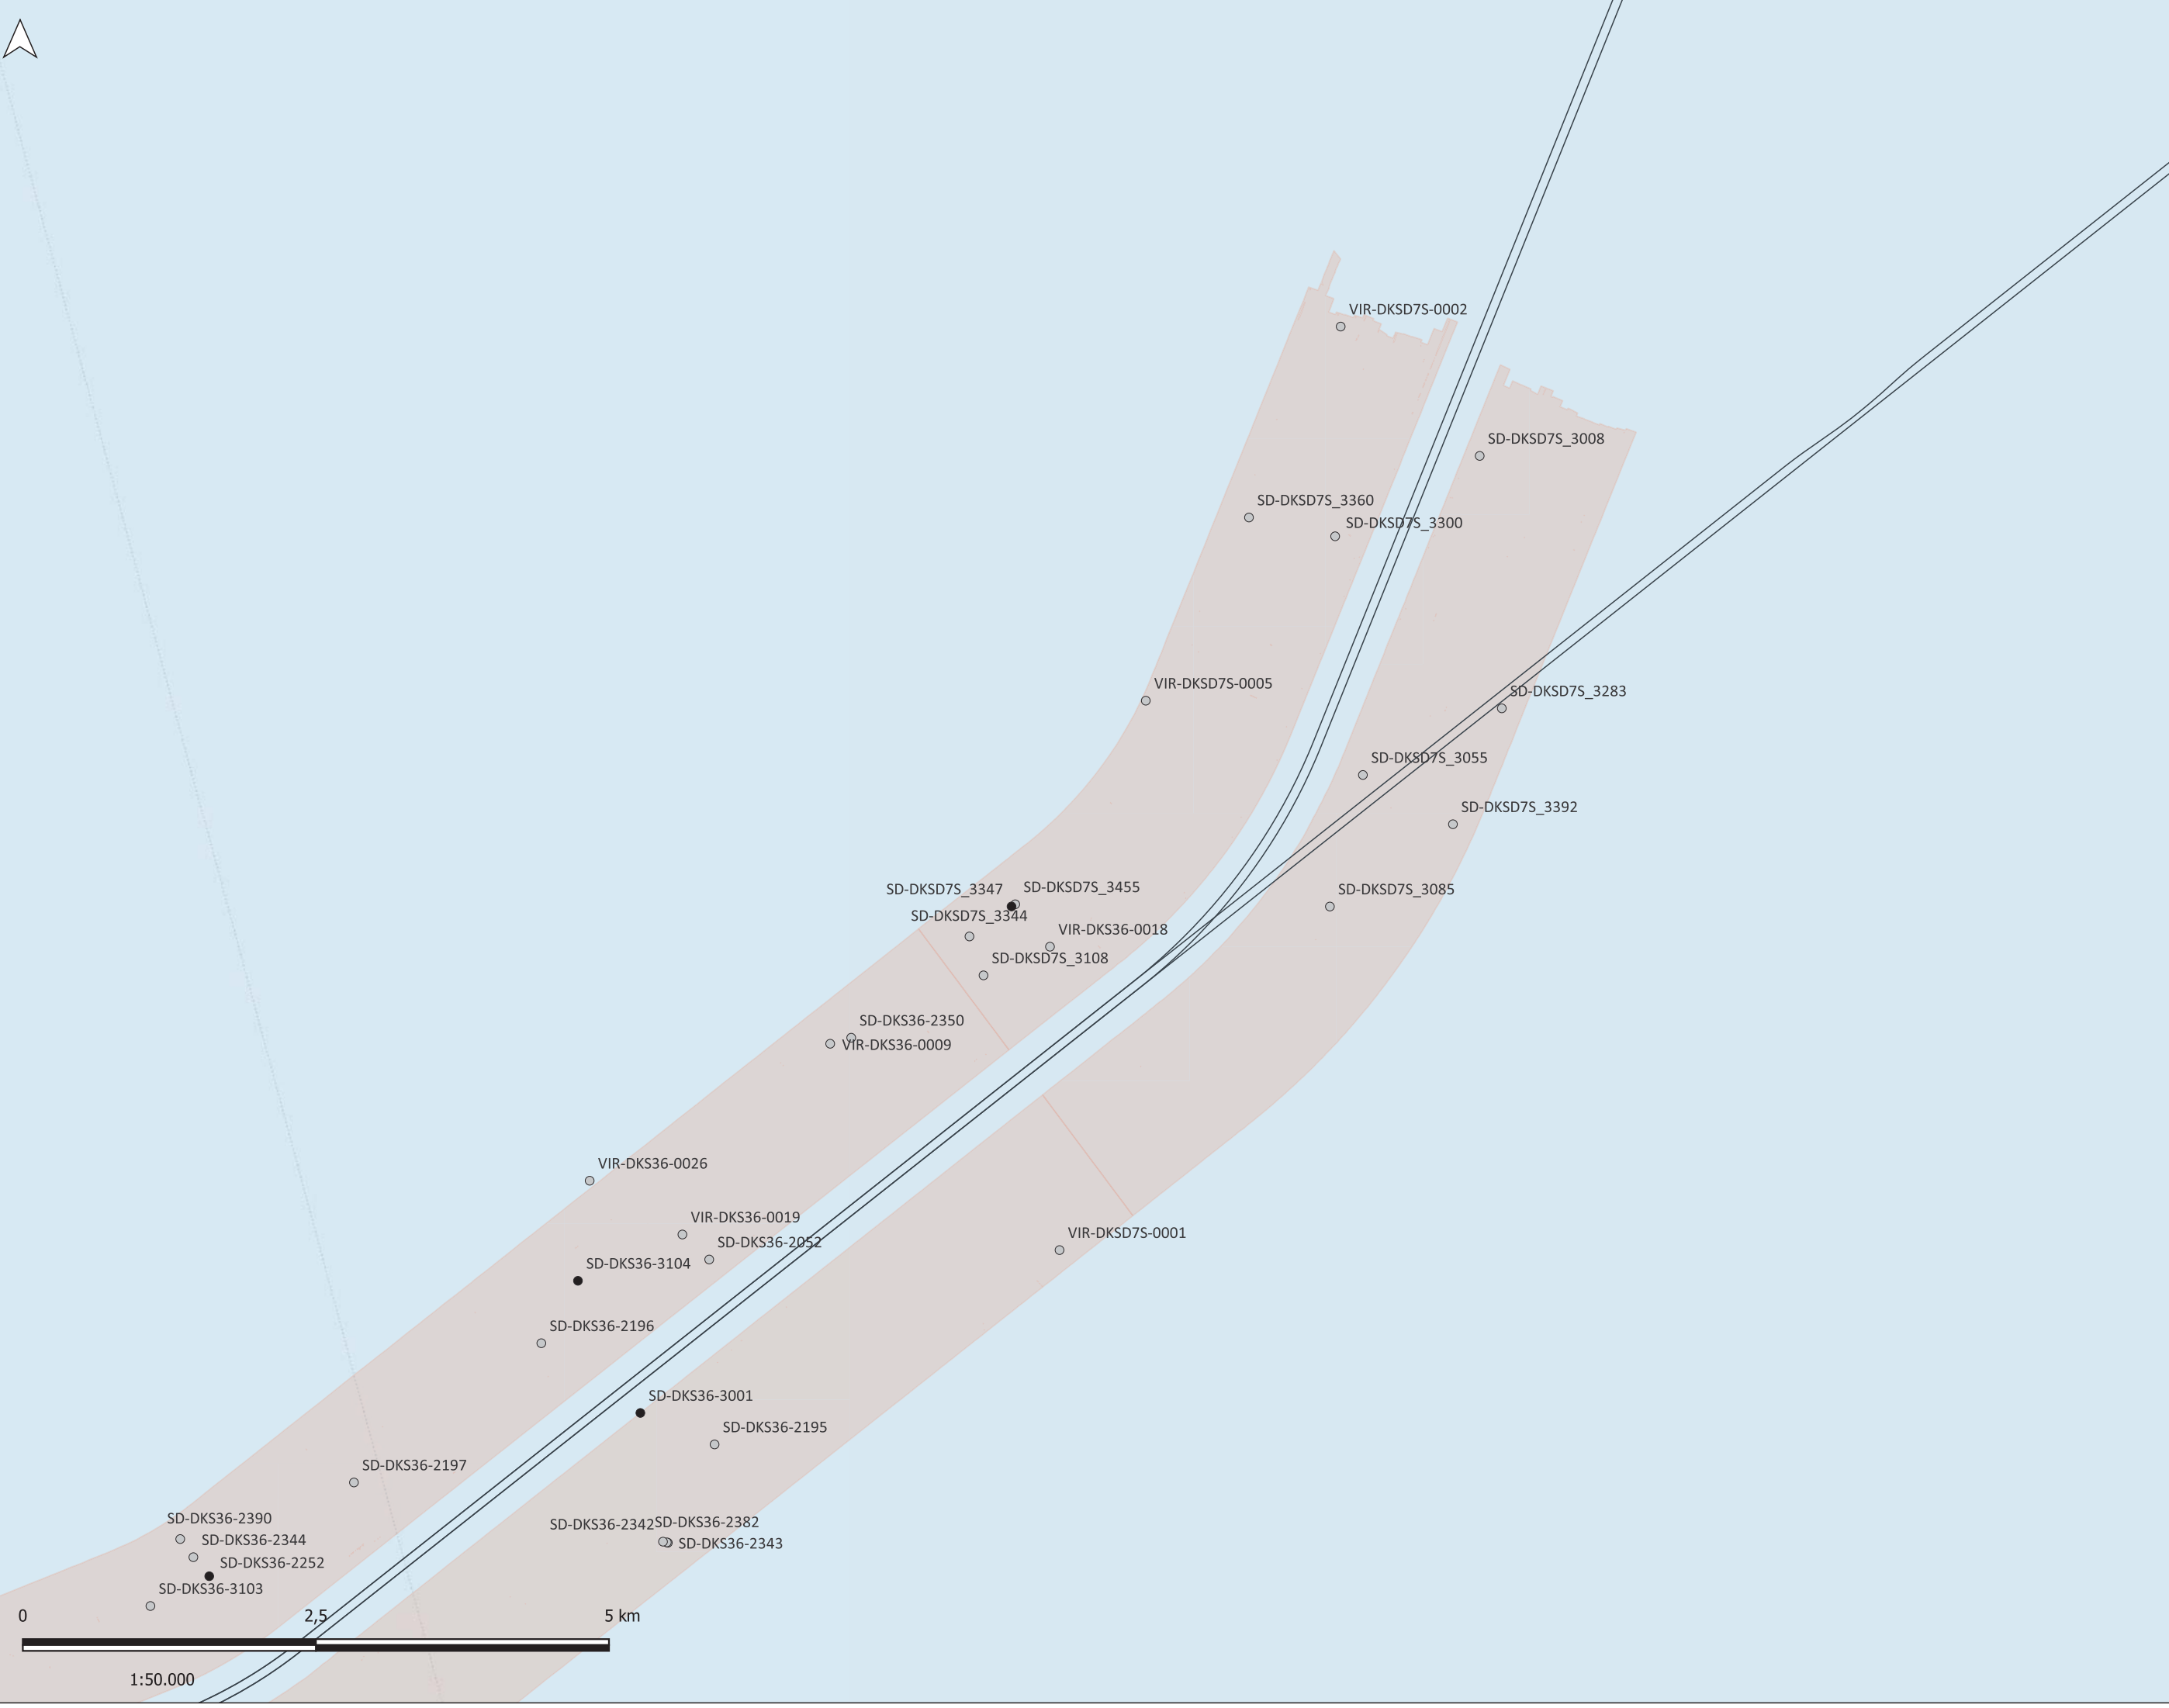 VIR-DKSD7S-0002
SD-DKSD7S_3008
SD-DKSD7S_3360
SD-DKSD7S_3300
VIR-DKSD7S-0005
SD-DKSD7S_3283
SD-DKSD7S_3055
SD-DKSD7S_3392
SD-DKSD7S_3347
SD-DKSD7S_3455
SD-DKSD7S_3085
SD-DKSD7S_3344
VIR-DKS36-0018
SD-DKSD7S_3108
SD-DKS36-2350
VIR-DKS36-0009
VIR-DKS36-0026
VIR-DKS36-0019
VIR-DKSD7S-0001
SD-DKS36-2052
SD-DKS36-3104
SD-DKS36-2196
SD-DKS36-3001
SD-DKS36-2195
SD-DKS36-2197
SD-DKS36-2390
SD-DKS36-2342
SD-DKS36-2382
SD-DKS36-2344
SD-DKS36-2343
SD-DKS36-2252
SD-DKS36-3103
0 2,5 5 km
1:50.000